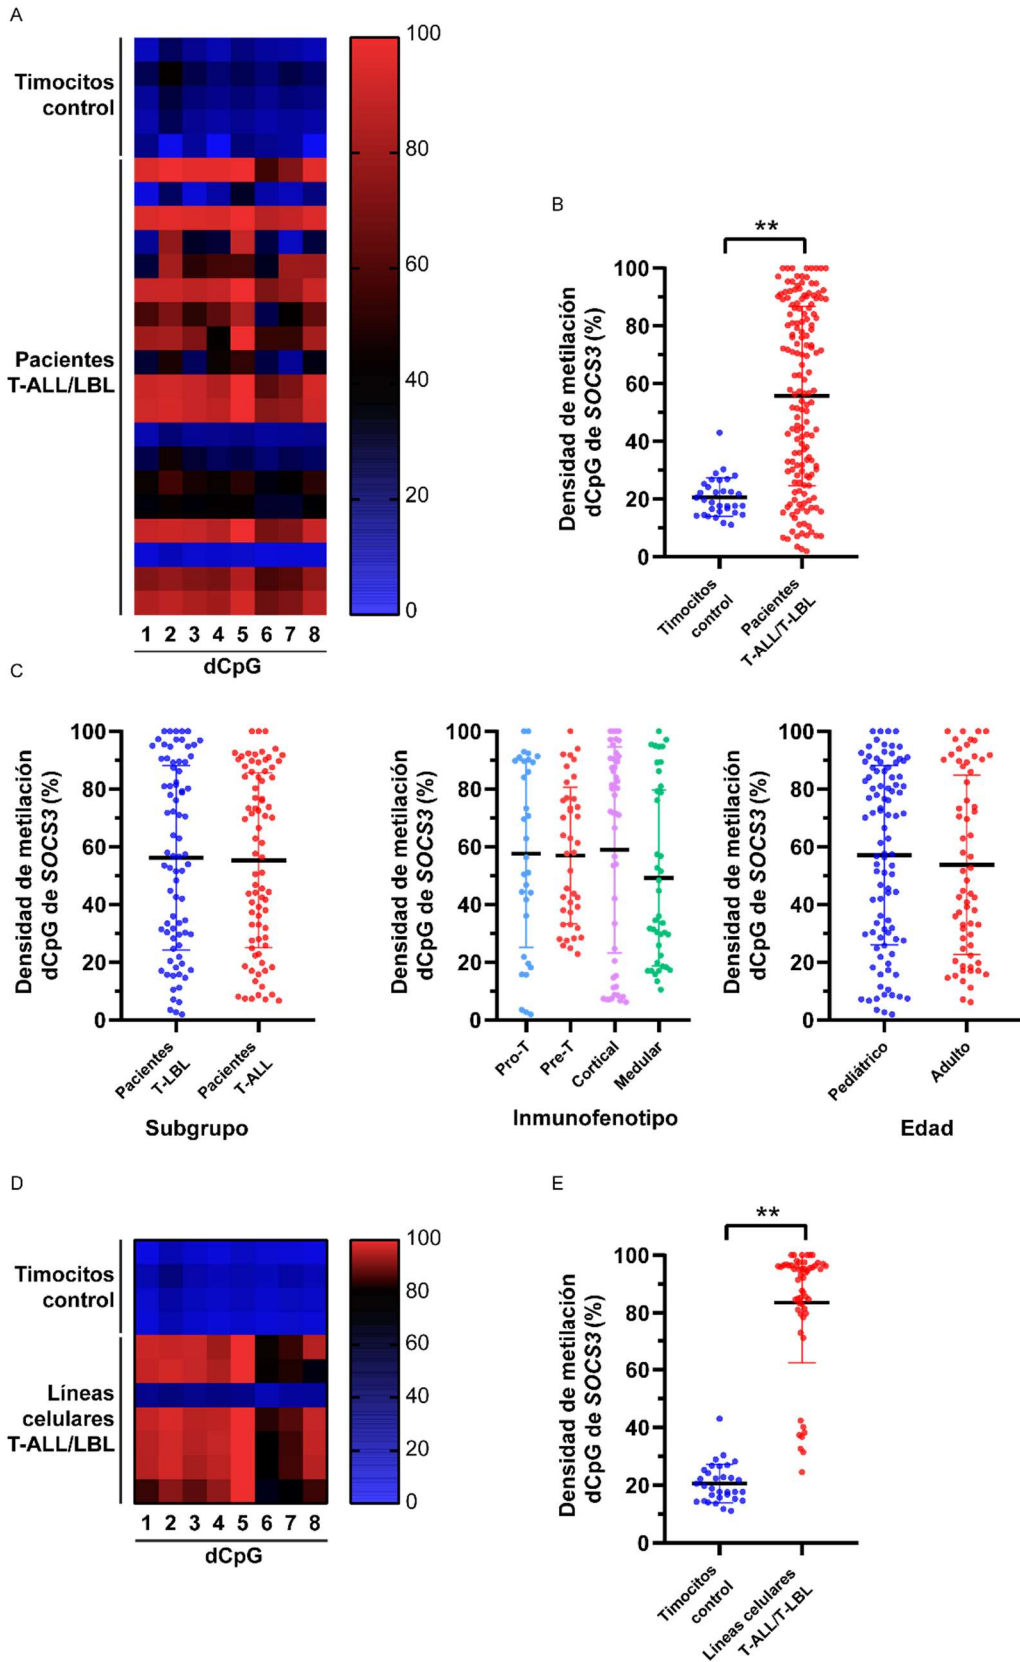 A
Timocitos
control
Pacientes
T-ALL/LBL
100
80
60
40
20
0
1 2 3 4 5 6 7 8
dCpG
B
**
Densidad de metilación
dCpG de SOCS3 (%)
100
80
60
40
20
0
Timocitos
control
Pacientes
T-ALL/T-LBL
C
Densidad de metilación
dCpG de SOCS3 (%)
100
80
60
40
20
0
Pacientes
T-LBL
Pacientes
T-ALL
Subgrupo
Densidad de metilación
dCpG de SOCS3 (%)
100
80
60
40
20
0
Pro-T
Pre-T
Cortical
Medular
Inmunofenotipo
Densidad de metilación
dCpG de SOCS3 (%)
100
80
60
40
20
0
Pediátrico
Adulto
Edad
D
Timocitos
control
Líneas
celulares
T-ALL/LBL
100
80
60
40
20
0
1 2 3 4 5 6 7 8
dCpG
E
**
Densidad de metilación
dCpG de SOCS3 (%)
100
80
60
40
20
0
Timocitos
control
Líneas celulares
T-ALL/T-LBL